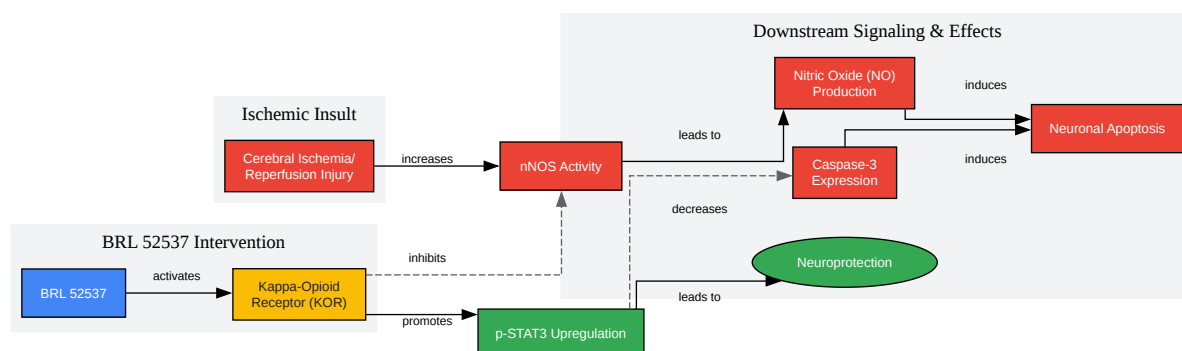 Downstream Signaling & Effects
Nitric Oxide (NO)
Production
induces
Neuronal Apoptosis
Ischemic Insult
Cerebral Ischemia/
Reperfusion Injury
increases
nNOS Activity
leads to
Caspase-3
Expression
induces
decreases
BRL 52537 Intervention
BRL 52537
activates
Kappa-Opioid
Receptor (KOR)
inhibits
promotes
p-STAT3 Upregulation
leads to
Neuroprotection